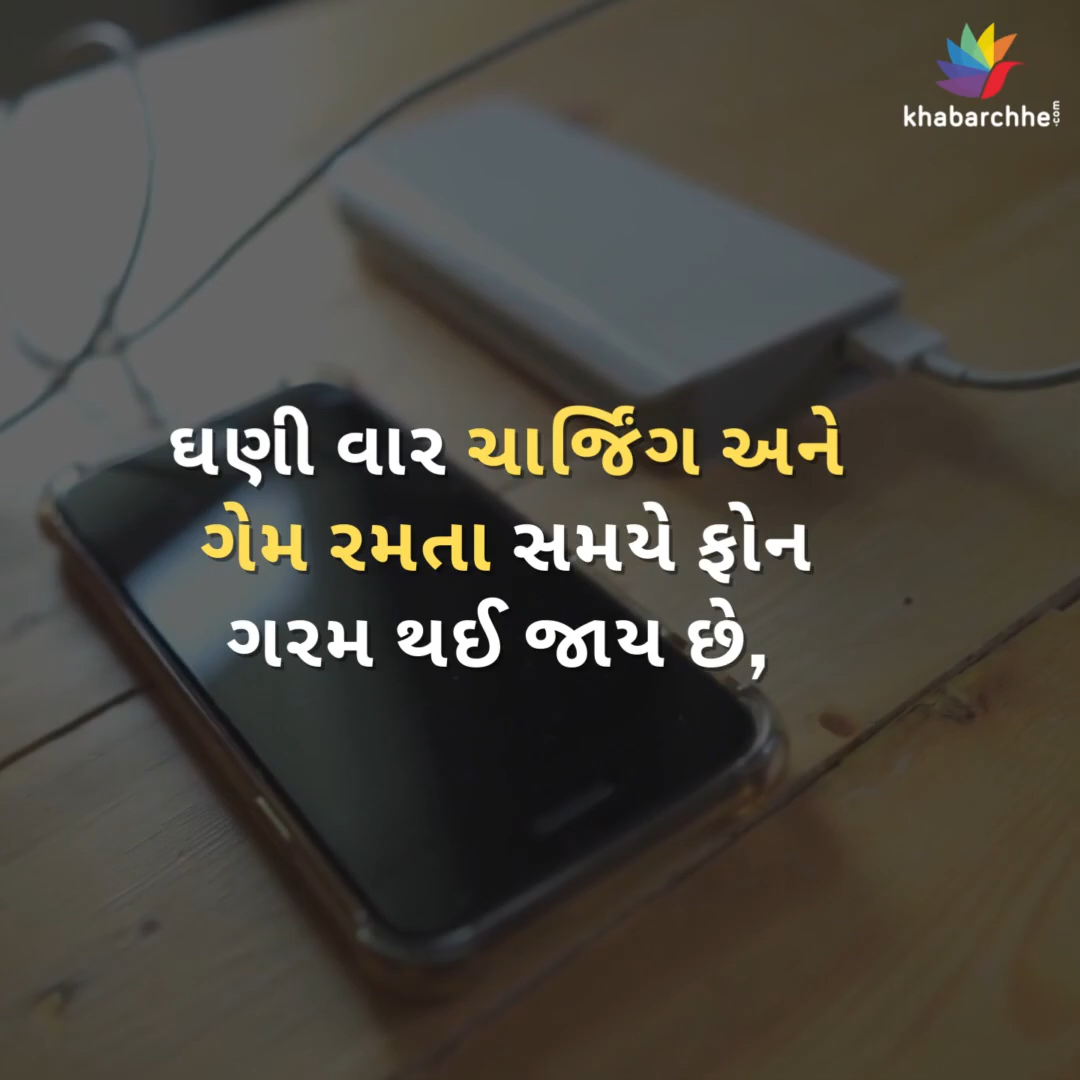 khabarchhe.com
ઘણી વાર ચાર્જિંગ અને
ગેમ રમતા સમયે ફોન
ગરમ થઈ જાય છે,